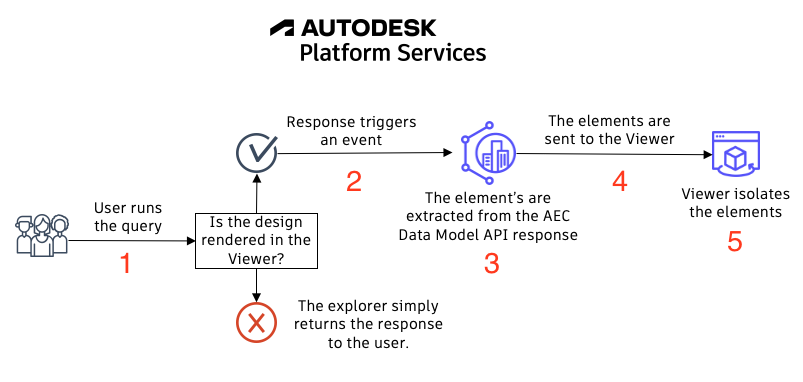 AUTODESK
Platform Services
Response triggers
an event
2
The elements are
sent to the Viewer
4
User runs
the query
1
Is the design
rendered in the
Viewer?
The element's are
extracted from the AEC
Data Model API response
3
Viewer isolates
the elements
5
The explorer simply
returns the response
to the user.